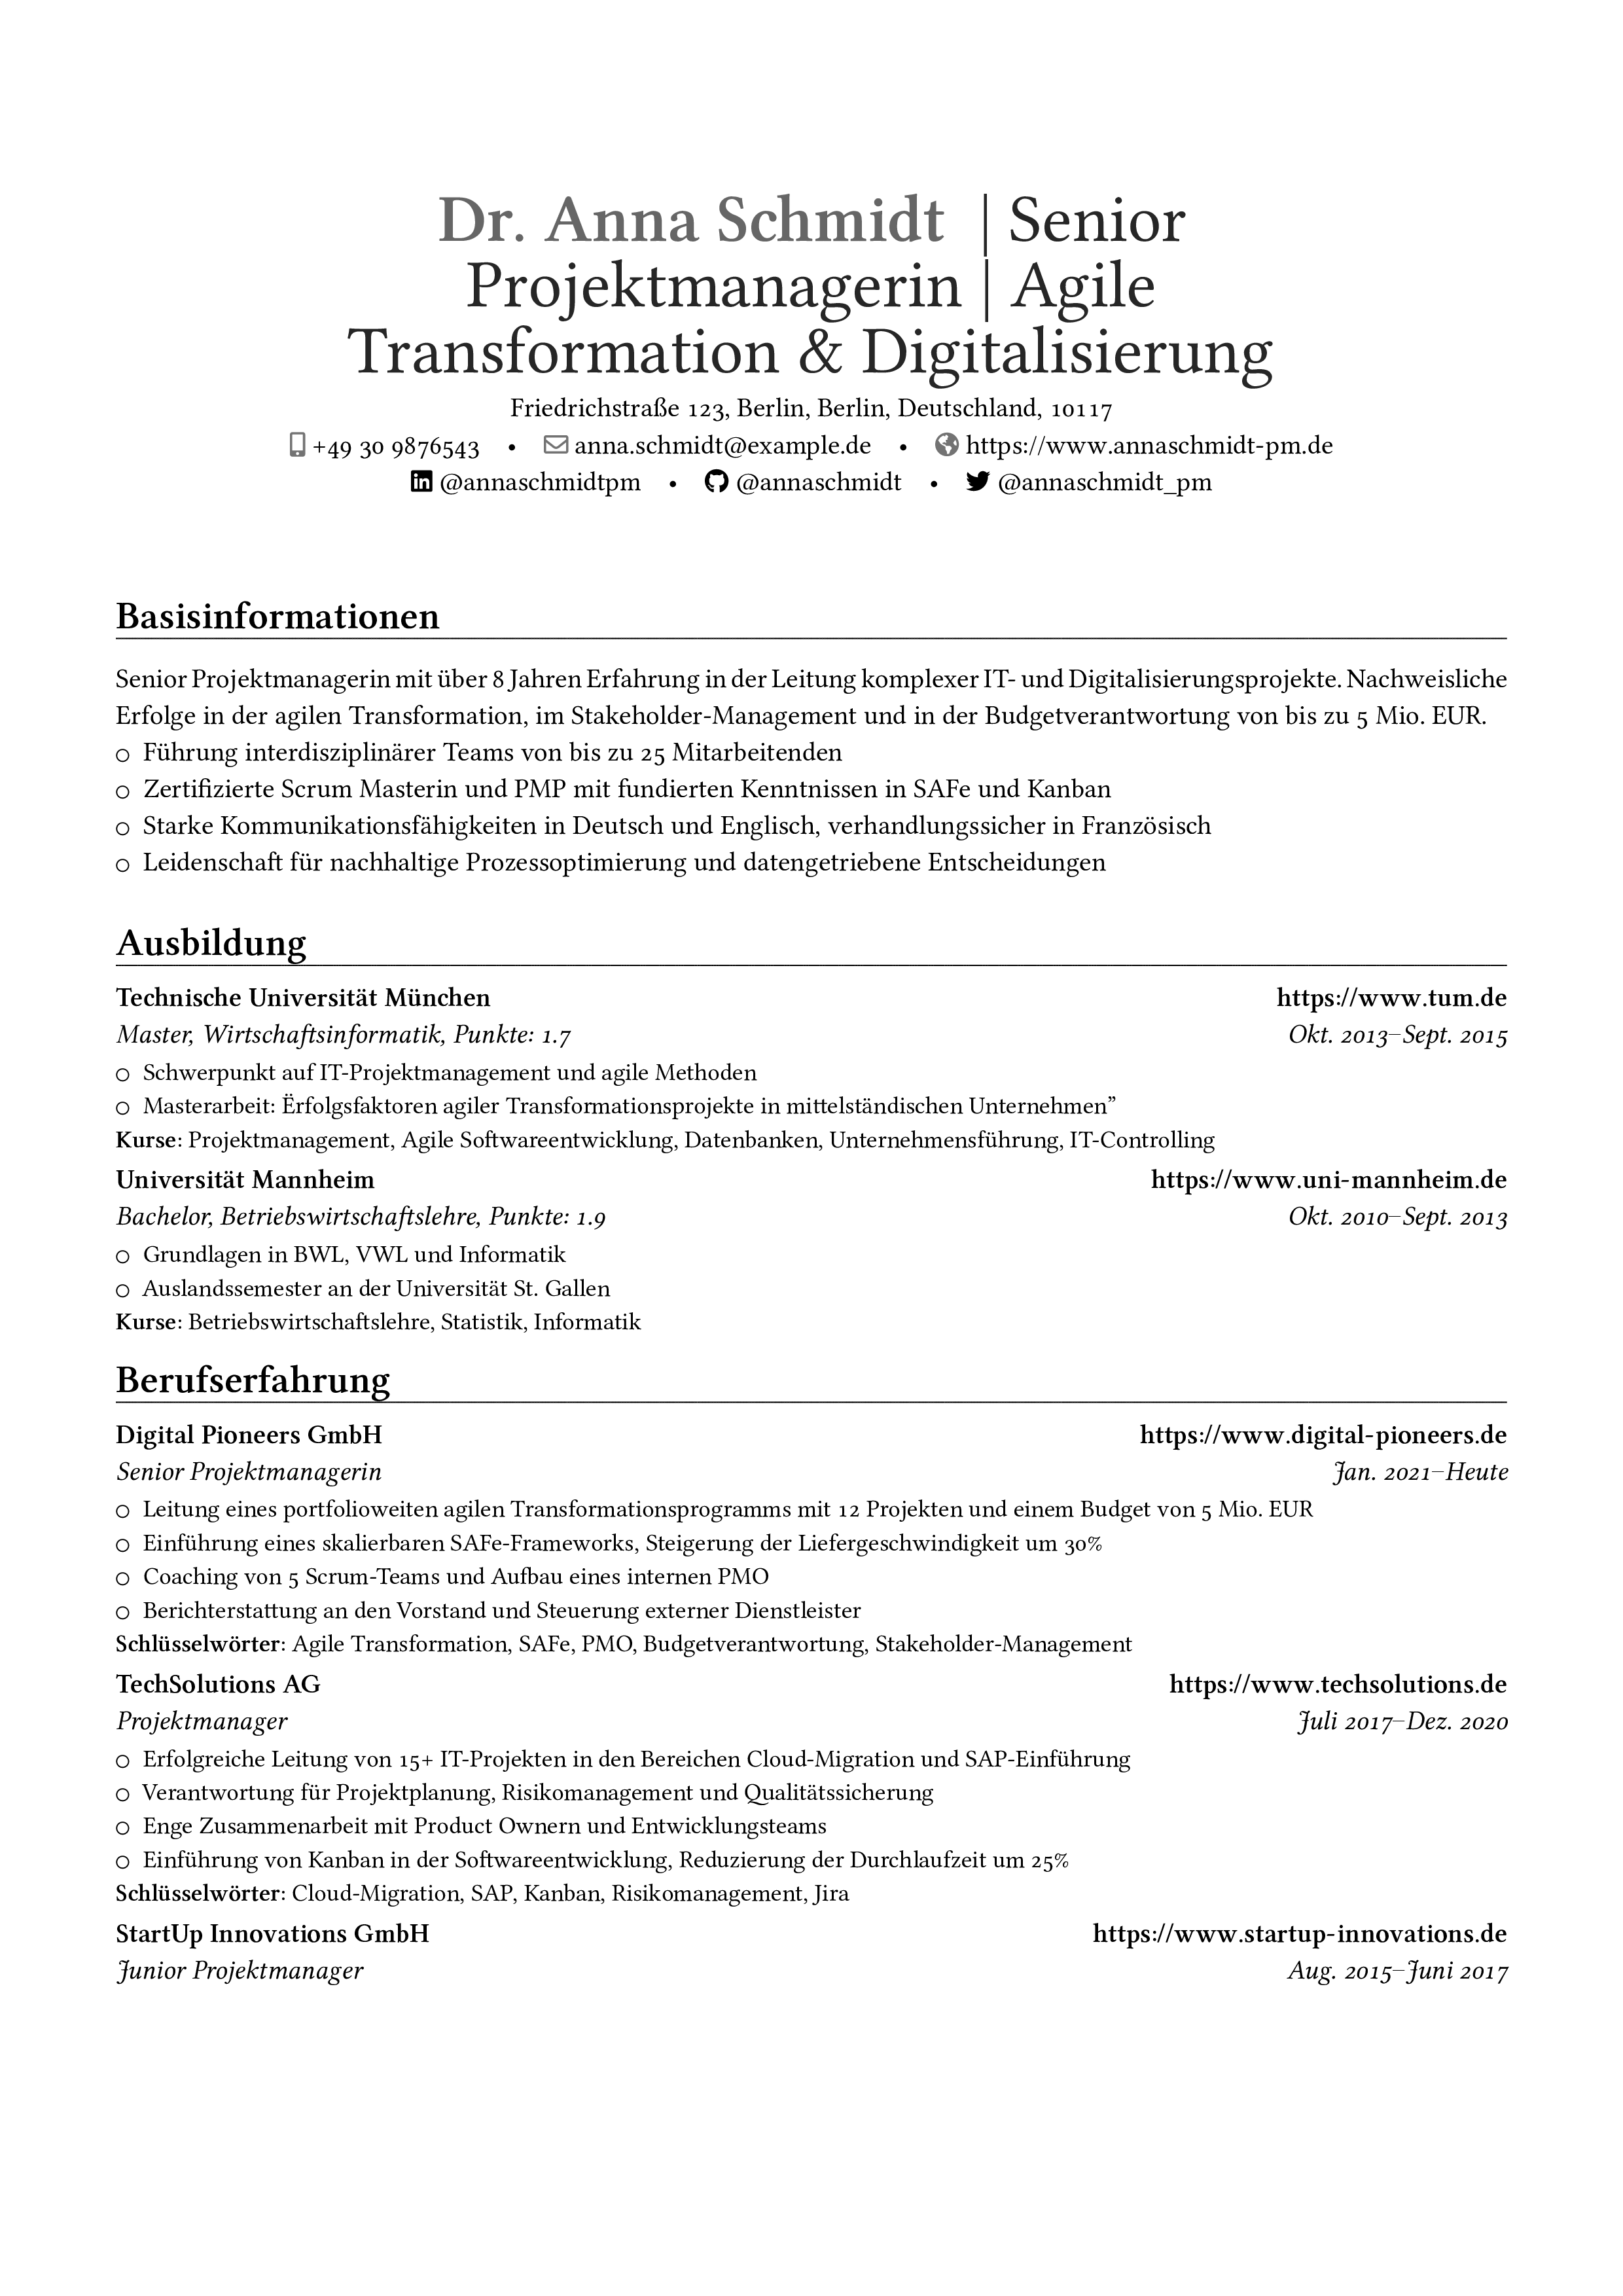 Dr. Anna Schmidt | Senior
Projektmanagerin | Agile
Transformation & Digitalisierung
Friedrichstraße 123, Berlin, Berlin, Deutschland, 10117
+49 30 9876543 • anna.schmidt@example.de • https://www.annaschmidt-pm.de
@annaschmidtpm • @annaschmidt • @annaschmidt_pm
Basisinformationen
Senior Projektmanagerin mit über 8 Jahren Erfahrung in der Leitung komplexer IT- und Digitalisierungsprojekte. Nachweisliche
Erfolge in der agilen Transformation, im Stakeholder-Management und in der Budgetverantwortung von bis zu 5 Mio. EUR.
○ Führung interdisziplinärer Teams von bis zu 25 Mitarbeitenden
○ Zertifizierte Scrum Masterin und PMP mit fundierten Kenntnissen in SAFe und Kanban
○ Starke Kommunikationsfähigkeiten in Deutsch und Englisch, verhandlungssicher in Französisch
○ Leidenschaft für nachhaltige Prozessoptimierung und datengetriebene Entscheidungen
Ausbildung
Technische Universität München https://www.tum.de
Master, Wirtschaftsinformatik, Punkte: 1.7 Okt. 2013–Sept. 2015
○ Schwerpunkt auf IT-Projektmanagement und agile Methoden
○ Masterarbeit: Ërfolgsfaktoren agiler Transformationsprojekte in mittelständischen Unternehmen”
Kurse: Projektmanagement, Agile Softwareentwicklung, Datenbanken, Unternehmensführung, IT-Controlling
Universität Mannheim https://www.uni-mannheim.de
Bachelor, Betriebswirtschaftslehre, Punkte: 1.9 Okt. 2010–Sept. 2013
○ Grundlagen in BWL, VWL und Informatik
○ Auslandssemester an der Universität St. Gallen
Kurse: Betriebswirtschaftslehre, Statistik, Informatik
Berufserfahrung
Digital Pioneers GmbH https://www.digital-pioneers.de
Senior Projektmanagerin Jan. 2021–Heute
○ Leitung eines portfolioweiten agilen Transformationsprogramms mit 12 Projekten und einem Budget von 5 Mio. EUR
○ Einführung eines skalierbaren SAFe-Frameworks, Steigerung der Liefergeschwindigkeit um 30%
○ Coaching von 5 Scrum-Teams und Aufbau eines internen PMO
○ Berichterstattung an den Vorstand und Steuerung externer Dienstleister
Schlüsselwörter: Agile Transformation, SAFe, PMO, Budgetverantwortung, Stakeholder-Management
TechSolutions AG https://www.techsolutions.de
Projektmanager Juli 2017–Dez. 2020
○ Erfolgreiche Leitung von 15+ IT-Projekten in den Bereichen Cloud-Migration und SAP-Einführung
○ Verantwortung für Projektplanung, Risikomanagement und Qualitätssicherung
○ Enge Zusammenarbeit mit Product Ownern und Entwicklungsteams
○ Einführung von Kanban in der Softwareentwicklung, Reduzierung der Durchlaufzeit um 25%
Schlüsselwörter: Cloud-Migration, SAP, Kanban, Risikomanagement, Jira
StartUp Innovations GmbH https://www.startup-innovations.de
Junior Projektmanager Aug. 2015–Juni 2017